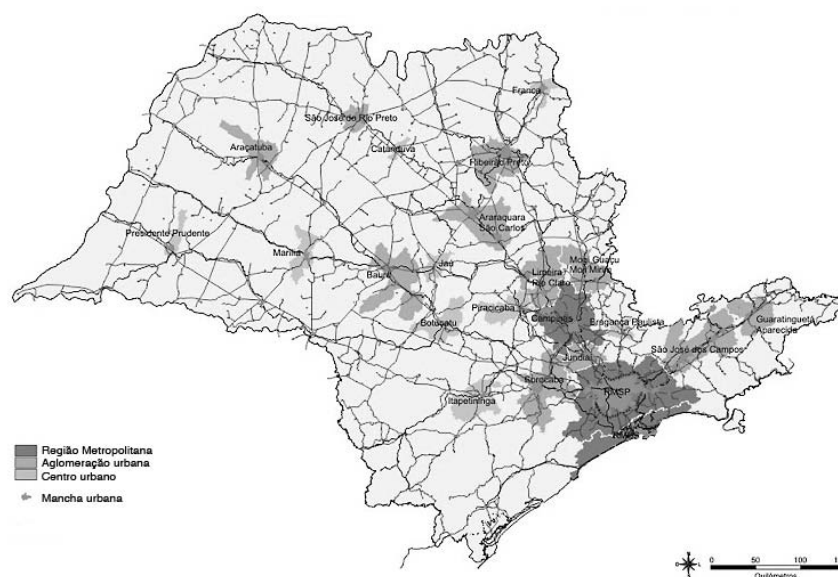 Franca
São José do Rio Preto
Araçatuba
Catanduva
Ribeirão Preto
Araraquara
São Carlos
Presidente Prudente
Marília
Bauru
Jaú
Limeira
Rio Claro
Mogi Guaçu
Mogi Mirim
Piracicaba
Campinas
Botucatu
Bragança Paulista
Guaratinguetá
Aparecida
São José dos Campos
Jundiaí
Sorocaba
Itapetininga
RMSP
Região Metropolitana
Aglomeração urbana
Centro urbano
Mancha urbana
0 50 100
Quilômetros